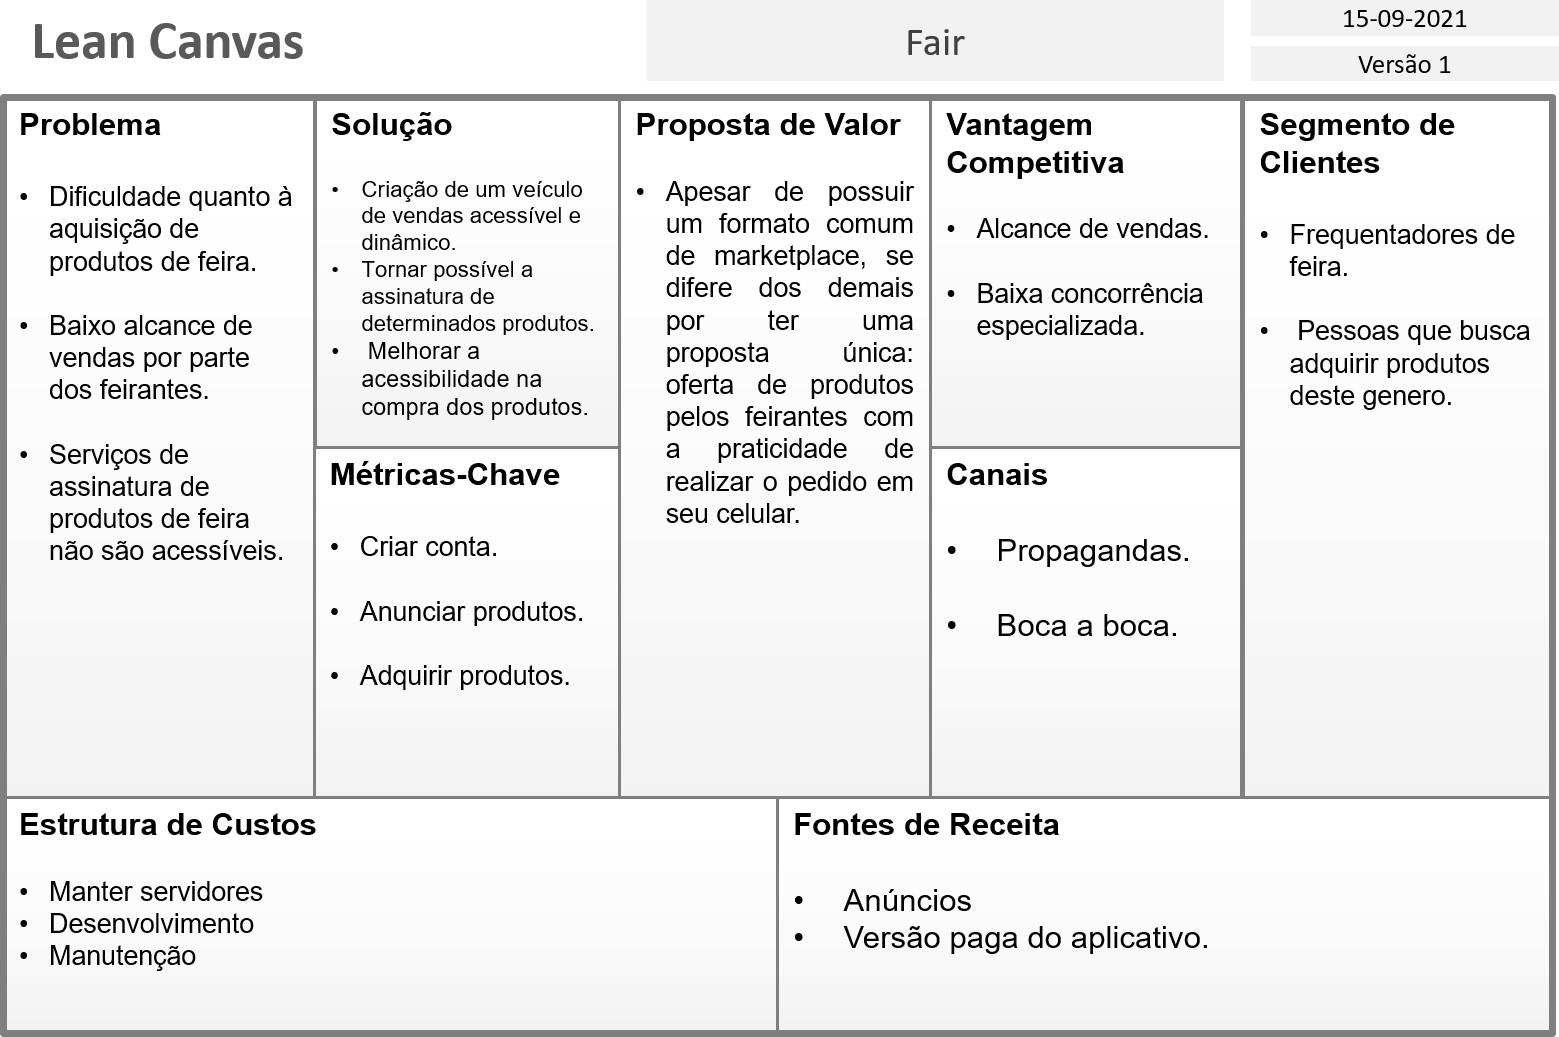 Lean Canvas
Fair
15-09-2021
Versão 1
Problema
• Dificuldade quanto à
aquisição de
produtos de feira.
• Baixo alcance de
vendas por parte
dos feirantes.
• Serviços de
assinatura de
produtos de feira
não são acessíveis.
Solução
• Criação de um veículo
de vendas acessível e
dinâmico.
• Tornar possível a
assinatura de
determinados produtos.
• Melhorar a
acessibilidade na
compra dos produtos.
Métricas-Chave
• Criar conta.
• Anunciar produtos.
• Adquirir produtos.
Proposta de Valor
• Apesar de possuir
um formato comum
de marketplace, se
difere dos demais
por ter uma
proposta única:
oferta de produtos
pelos feirantes com
a praticidade de
realizar o pedido em
seu celular.
Vantagem
Competitiva
• Alcance de vendas.
• Baixa concorrência
especializada.
Canais
• Propagandas.
• Boca a boca.
Segmento de
Clientes
• Frequentadores de
feira.
• Pessoas que busca
adquirir produtos
deste genero.
Estrutura de Custos
• Manter servidores
• Desenvolvimento
• Manutenção
Fontes de Receita
• Anúncios
• Versão paga do aplicativo.